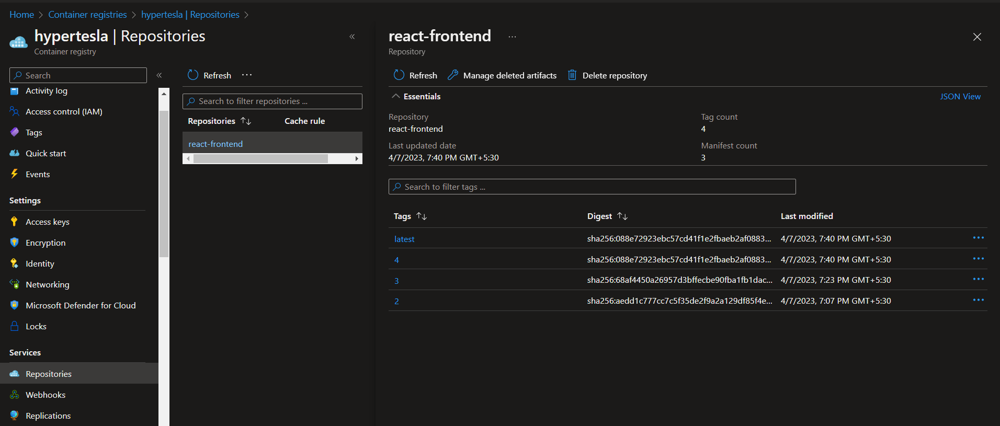 Home > Container registries > hypertesla | Repositories >
hypertesla | Repositories
Container registry
Search
Activity log
Access control (IAM)
Tags
Quick start
Events
Settings
Access keys
Encryption
Identity
Networking
Microsoft Defender for Cloud
Locks
Services
Repositories
Webhooks
Replications
Refresh ...
Search to filter repositories ...
Repositories Cache rule
react-frontend
react-frontend ...
Repository
Refresh Manage deleted artifacts Delete repository
Essentials JSON View
Repository Tag count
react-frontend 4
Last updated date Manifest count
4/7/2023, 7:40 PM GMT+5:30 3
Search to filter tags ...
Tags Digest Last modified
latest sha256:088e72923ebc57cd41f1e2fbaeb2af0883... 4/7/2023, 7:40 PM GMT+5:30 ...
4 sha256:088e72923ebc57cd41f1e2fbaeb2af0883... 4/7/2023, 7:40 PM GMT+5:30 ...
3 sha256:68af4450a26957d3bffecbe90fba1fb1dac... 4/7/2023, 7:23 PM GMT+5:30 ...
2 sha256:aedd1c777cc7c5f35de2f9a2a129df85f4e... 4/7/2023, 7:07 PM GMT+5:30 ...